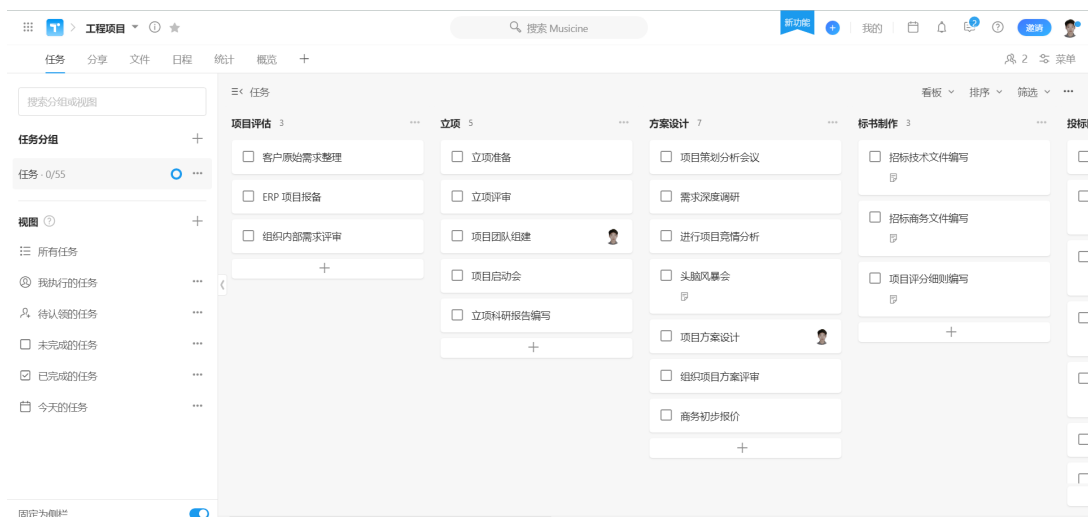 工程项目
搜索 Musicine
新功能
我的
2
邀请
任务 分享 文件 日程 统计 概览
2 菜单
搜索分组或视图
任务分组
任务 · 0/55
视图
所有任务
我执行的任务
待认领的任务
未完成的任务
已完成的任务
今天的任务
固定为侧栏
任务
看板 排序 筛选
项目评估 3
客户原始需求整理
ERP 项目报备
组织内部需求评审
立项 5
立项准备
立项评审
项目团队组建
项目启动会
立项科研报告编写
方案设计 7
项目策划分析会议
需求深度调研
进行项目竞情分析
头脑风暴会
项目方案设计
组织项目方案评审
商务初步报价
标书制作 3
招标技术文件编写
招标商务文件编写
项目评分细则编写
投标